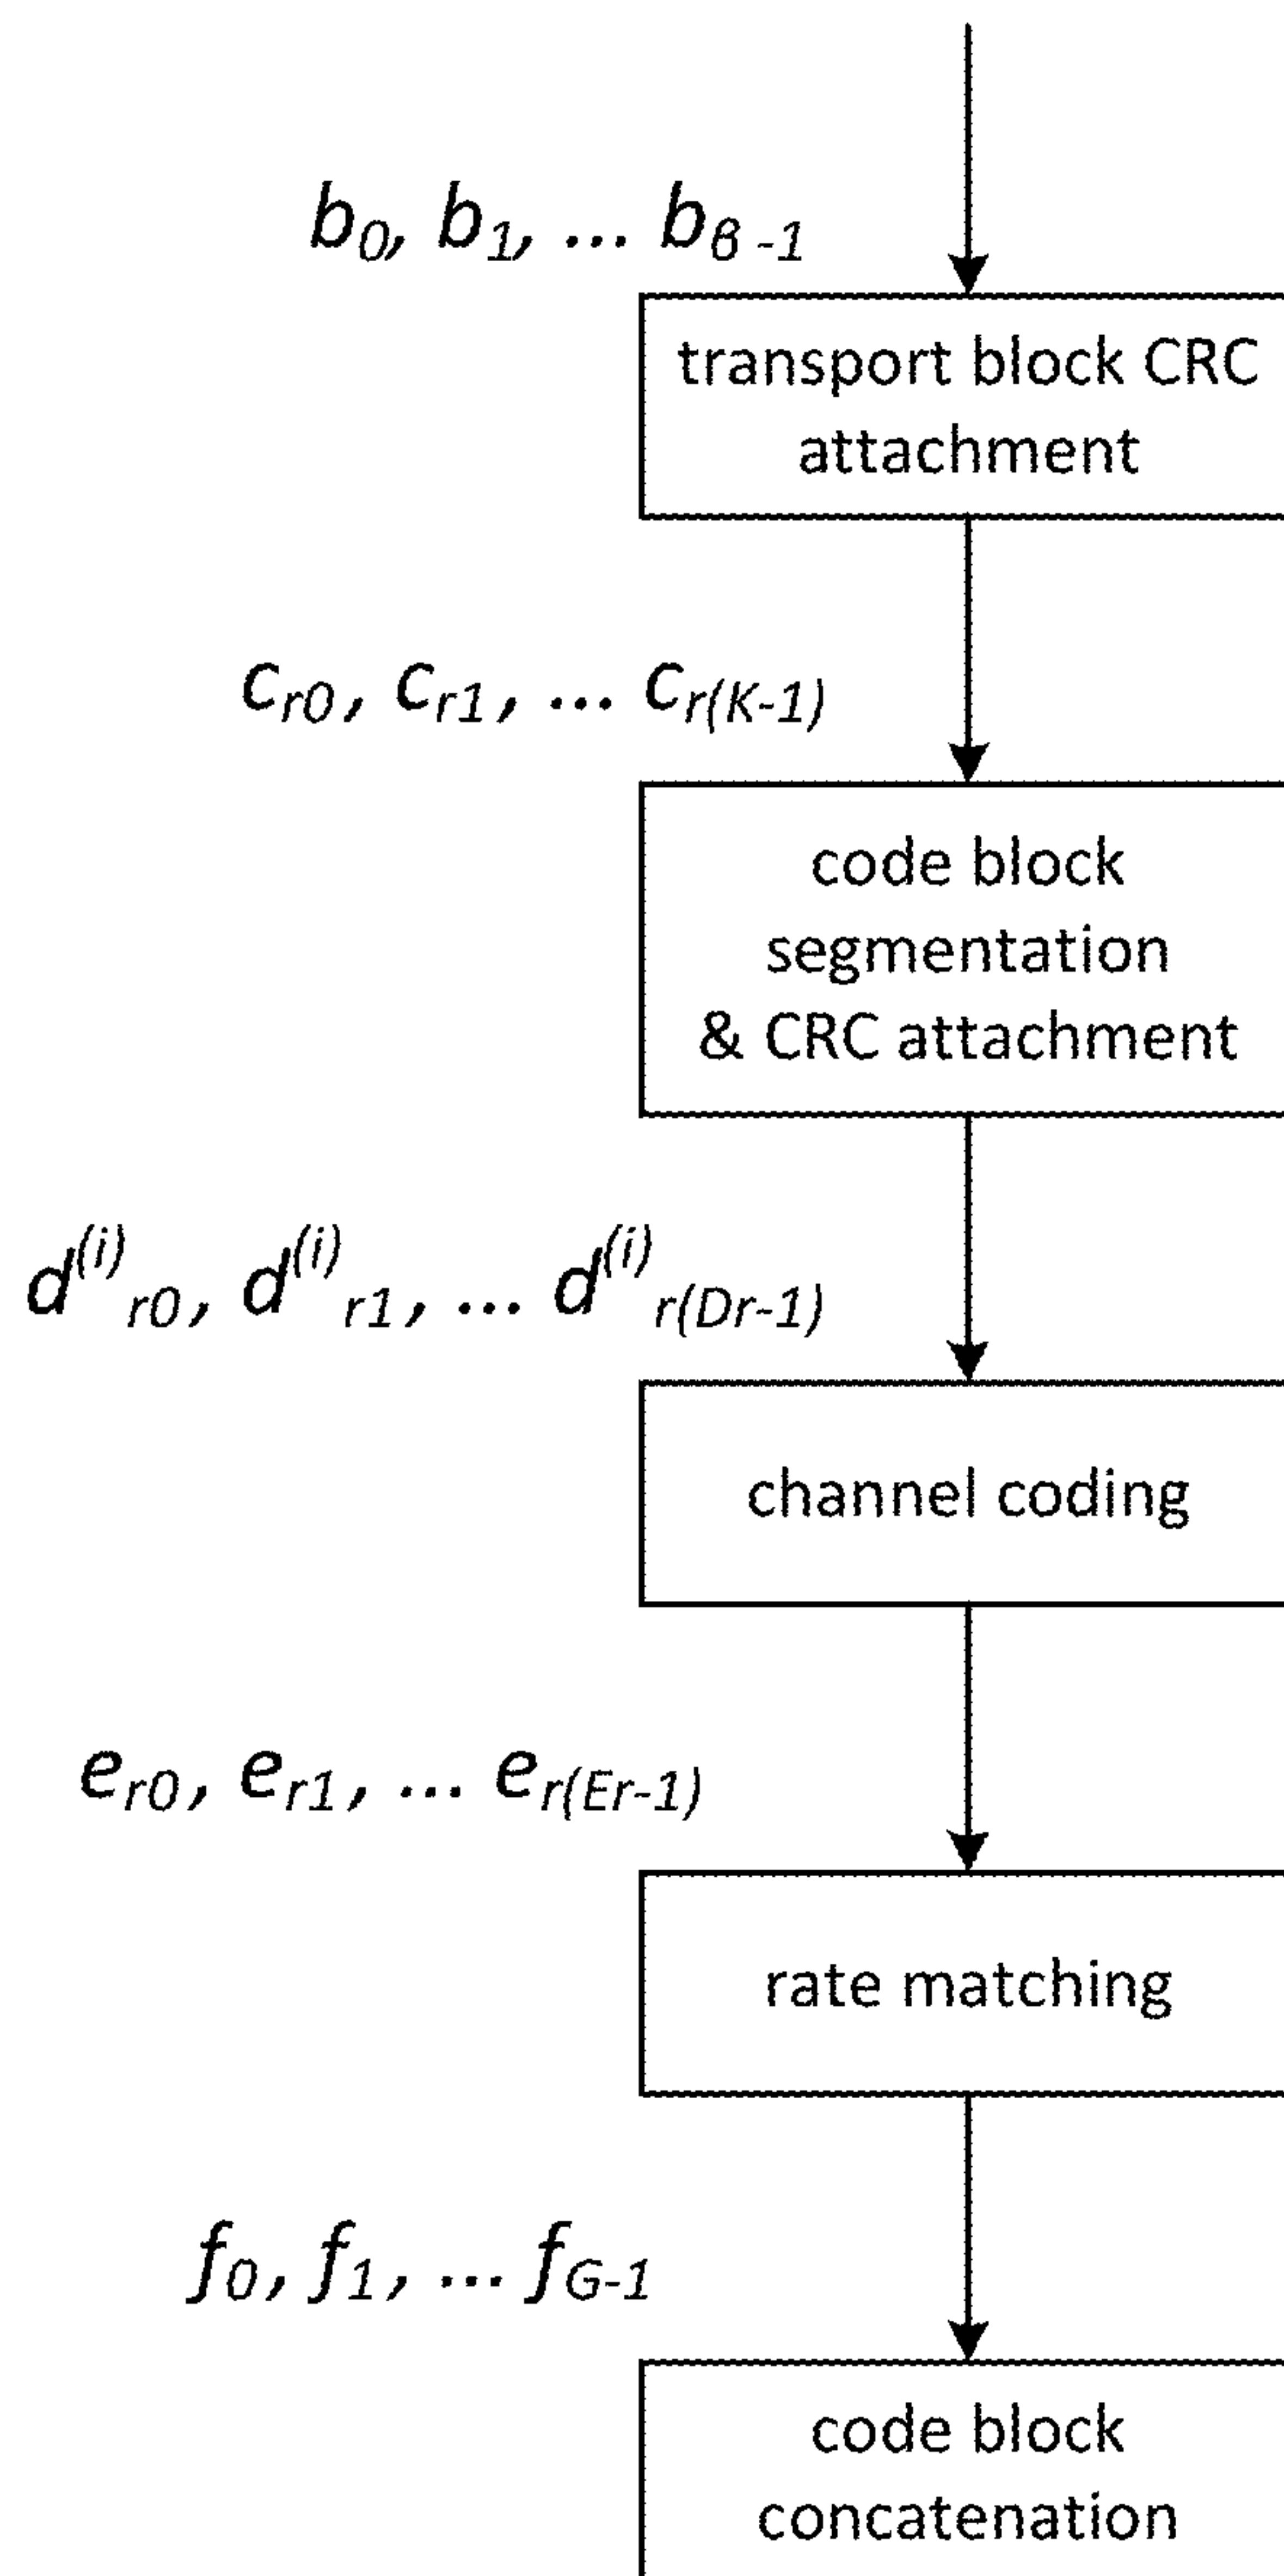 b0, b1, ... bβ-1
transport block CRC
attachment
cr0, cr1, ... cr(K-1)
code block
segmentation
& CRC attachment
d(i)r0, d(i)r1, ... d(i)r(Dr-1)
channel coding
er0, er1, ... er(Er-1)
rate matching
f0, f1, ... fG-1
code block
concatenation